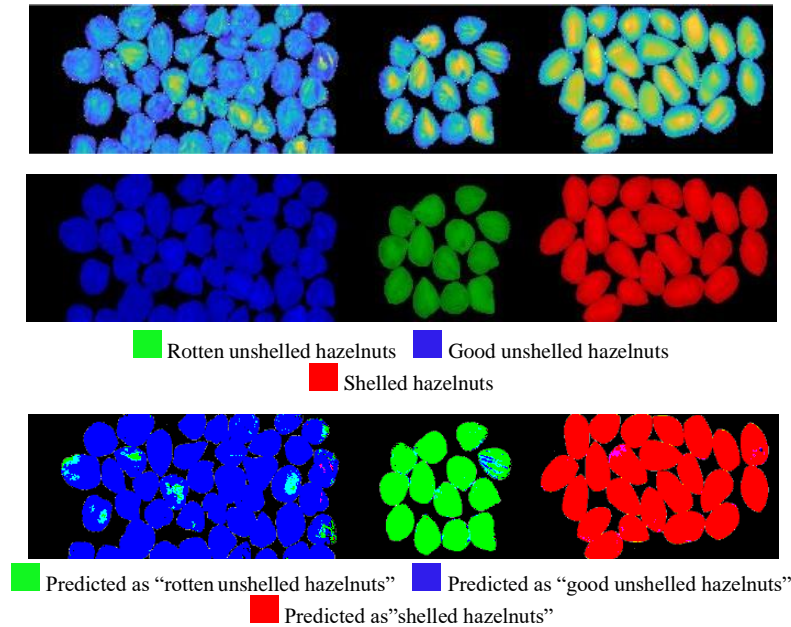 Rotten unshelled hazelnuts Good unshelled hazelnuts
Shelled hazelnuts
Predicted as “rotten unshelled hazelnuts” Predicted as “good unshelled hazelnuts”
Predicted as”shelled hazelnuts”